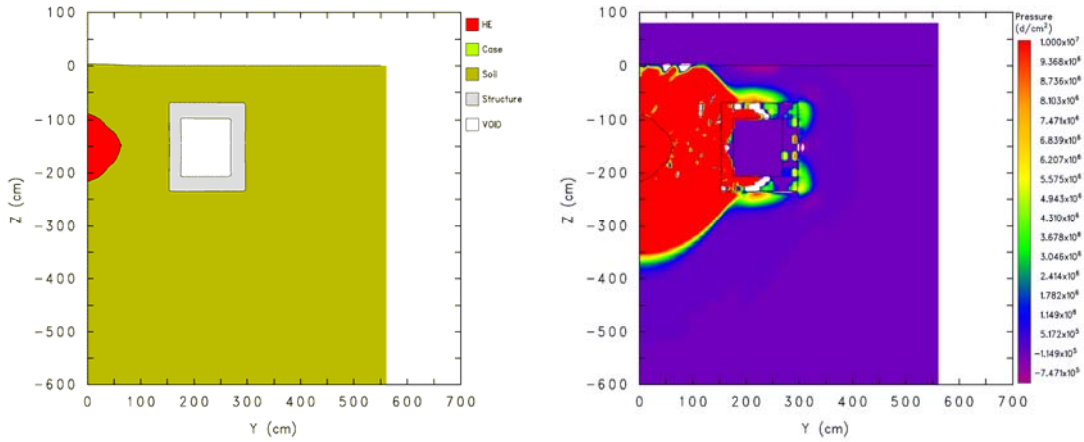 HE
Case
Soil
Structure
VOID
100
0
-100
-200
-300
-400
-500
-600
Z (cm)
0 100 200 300 400 500 600 700
Y (cm)
100
0
-100
-200
-300
-400
-500
-600
Z (cm)
0 100 200 300 400 500 600 700
Y (cm)
Pressure
(d/cm²)
1.000x10⁷
9.368x10⁶
8.736x10⁶
8.103x10⁶
7.471x10⁶
6.839x10⁶
6.207x10⁶
5.575x10⁶
4.943x10⁶
4.310x10⁶
3.678x10⁶
3.046x10⁶
2.414x10⁶
1.782x10⁶
1.149x10⁶
5.172x10⁵
-1.149x10⁵
-7.471x10⁵